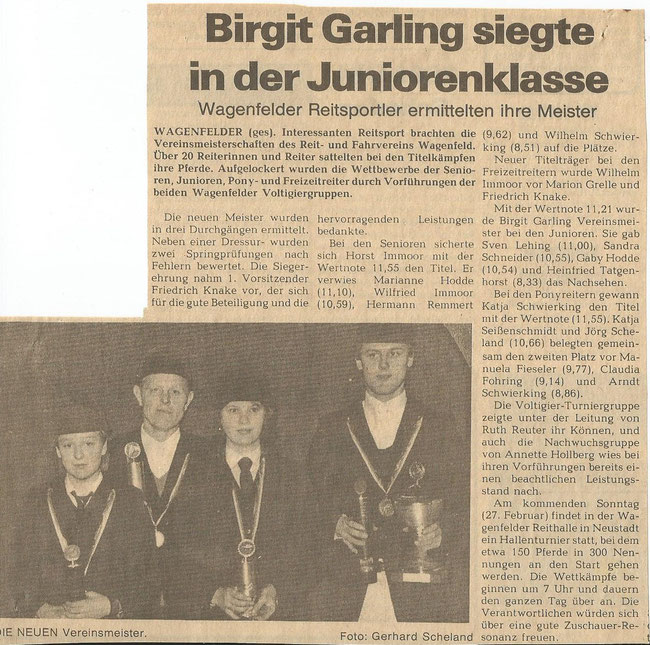 Birgit Garling siegte
in der Juniorenklasse
Wagenfelder Reitsportler ermittelten ihre Meister
WAGENFELDER (ges). Interessanten Reitsport brachten die
Vereinsmeisterschaften des Reit- und Fahrvereins Wagenfeld.
Über 20 Reiterinnen und Reiter sattelten bei den Titelkämpfen
ihre Pferde. Aufgelockert wurden die Wettbewerbe der Senio-
ren, Junioren, Pony- und Freizeitreiter durch Vorführungen der
beiden Wagenfelder Voltigiergruppen.
Die neuen Meister wurden
in drei Durchgängen ermittelt.
Neben einer Dressur- wurden
zwei Springprüfungen nach
Fehlern bewertet. Die Sieger-
ehrung nahm 1. Vorsitzender
Friedrich Knake vor, der sich
für die gute Beteiligung und die
hervorragenden Leistungen
bedankte.
Bei den Senioren sicherte
sich Horst Immoor mit der
Wertnote 11,55 den Titel. Er
verwies Marianne Hodde
(11,10), Wilfried Immoor
(10,59), Hermann Remmert
(9,62) und Wilhelm Schwier-
king (8,51) auf die Plätze.
Neuer Titelträger bei den
Freizeitreitern wurde Wilhelm
Immoor vor Marion Grelle und
Friedrich Knake.
Mit der Wertnote 11,21 wur-
de Birgit Garling Vereinsmei-
ster bei den Junioren. Sie gab
Sven Lehing (11,00), Sandra
Schneider (10,55), Gaby Hodde
(10,54) und Heinfried Tatgen-
horst (8,33) das Nachsehen.
Bei den Ponyreitern gewann
Katja Schwierking den Titel
mit der Wertnote (11,55). Katja
Seißenschmidt und Jörg Sche-
land (10,66) belegten gemein-
sam den zweiten Platz vor Ma-
nuela Fieseler (9,77), Claudia
Fohring (9,14) und Arndt
Schwierking (8,86).
Die Voltigier-Turniergruppe
zeigte unter der Leitung von
Ruth Reuter ihr Können, und
auch die Nachwuchsgruppe
von Annette Hollberg wies bei
ihren Vorführungen bereits ei-
nen beachtlichen Leistungs-
stand nach.
Am kommenden Sonntag
(27. Februar) findet in der Wa-
genfelder Reithalle in Neustadt
ein Hallenturnier statt, bei dem
etwa 150 Pferde in 300 Nen-
nungen an den Start gehen
werden. Die Wettkämpfe be-
ginnen um 7 Uhr und dauern
den ganzen Tag über an. Die
Verantwortlichen würden sich
über eine gute Zuschauer-Re-
sonanz freuen.
DIE NEUEN Vereinsmeister.
Foto: Gerhard Scheland